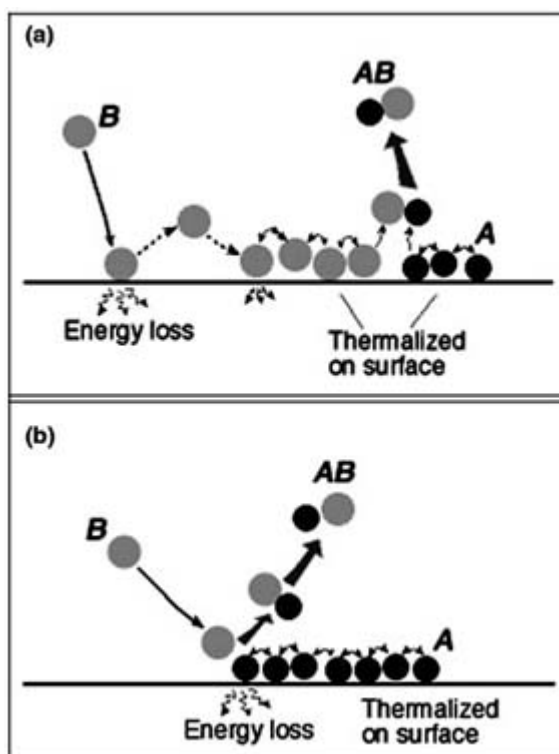 (a)
AB
B
A
Energy loss
Thermalized
on surface
(b)
AB
B
A
Energy loss
Thermalized
on surface